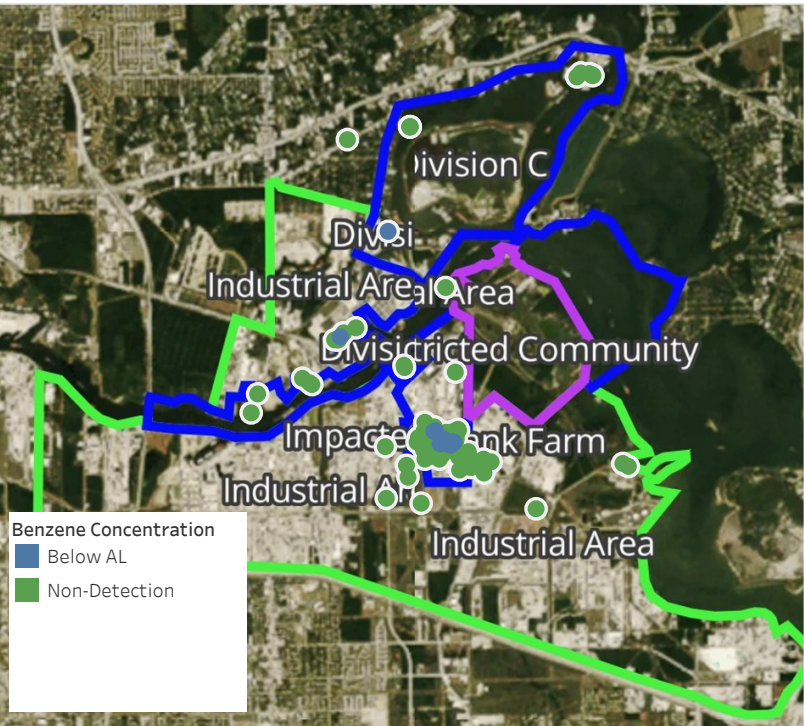 Division C
Divisi
Industrial Are
al Area
Divisi
tricted Community
Impacte
ank Farm
Industrial Ar
Industrial Area
Benzene Concentration
Below AL
Non-Detection